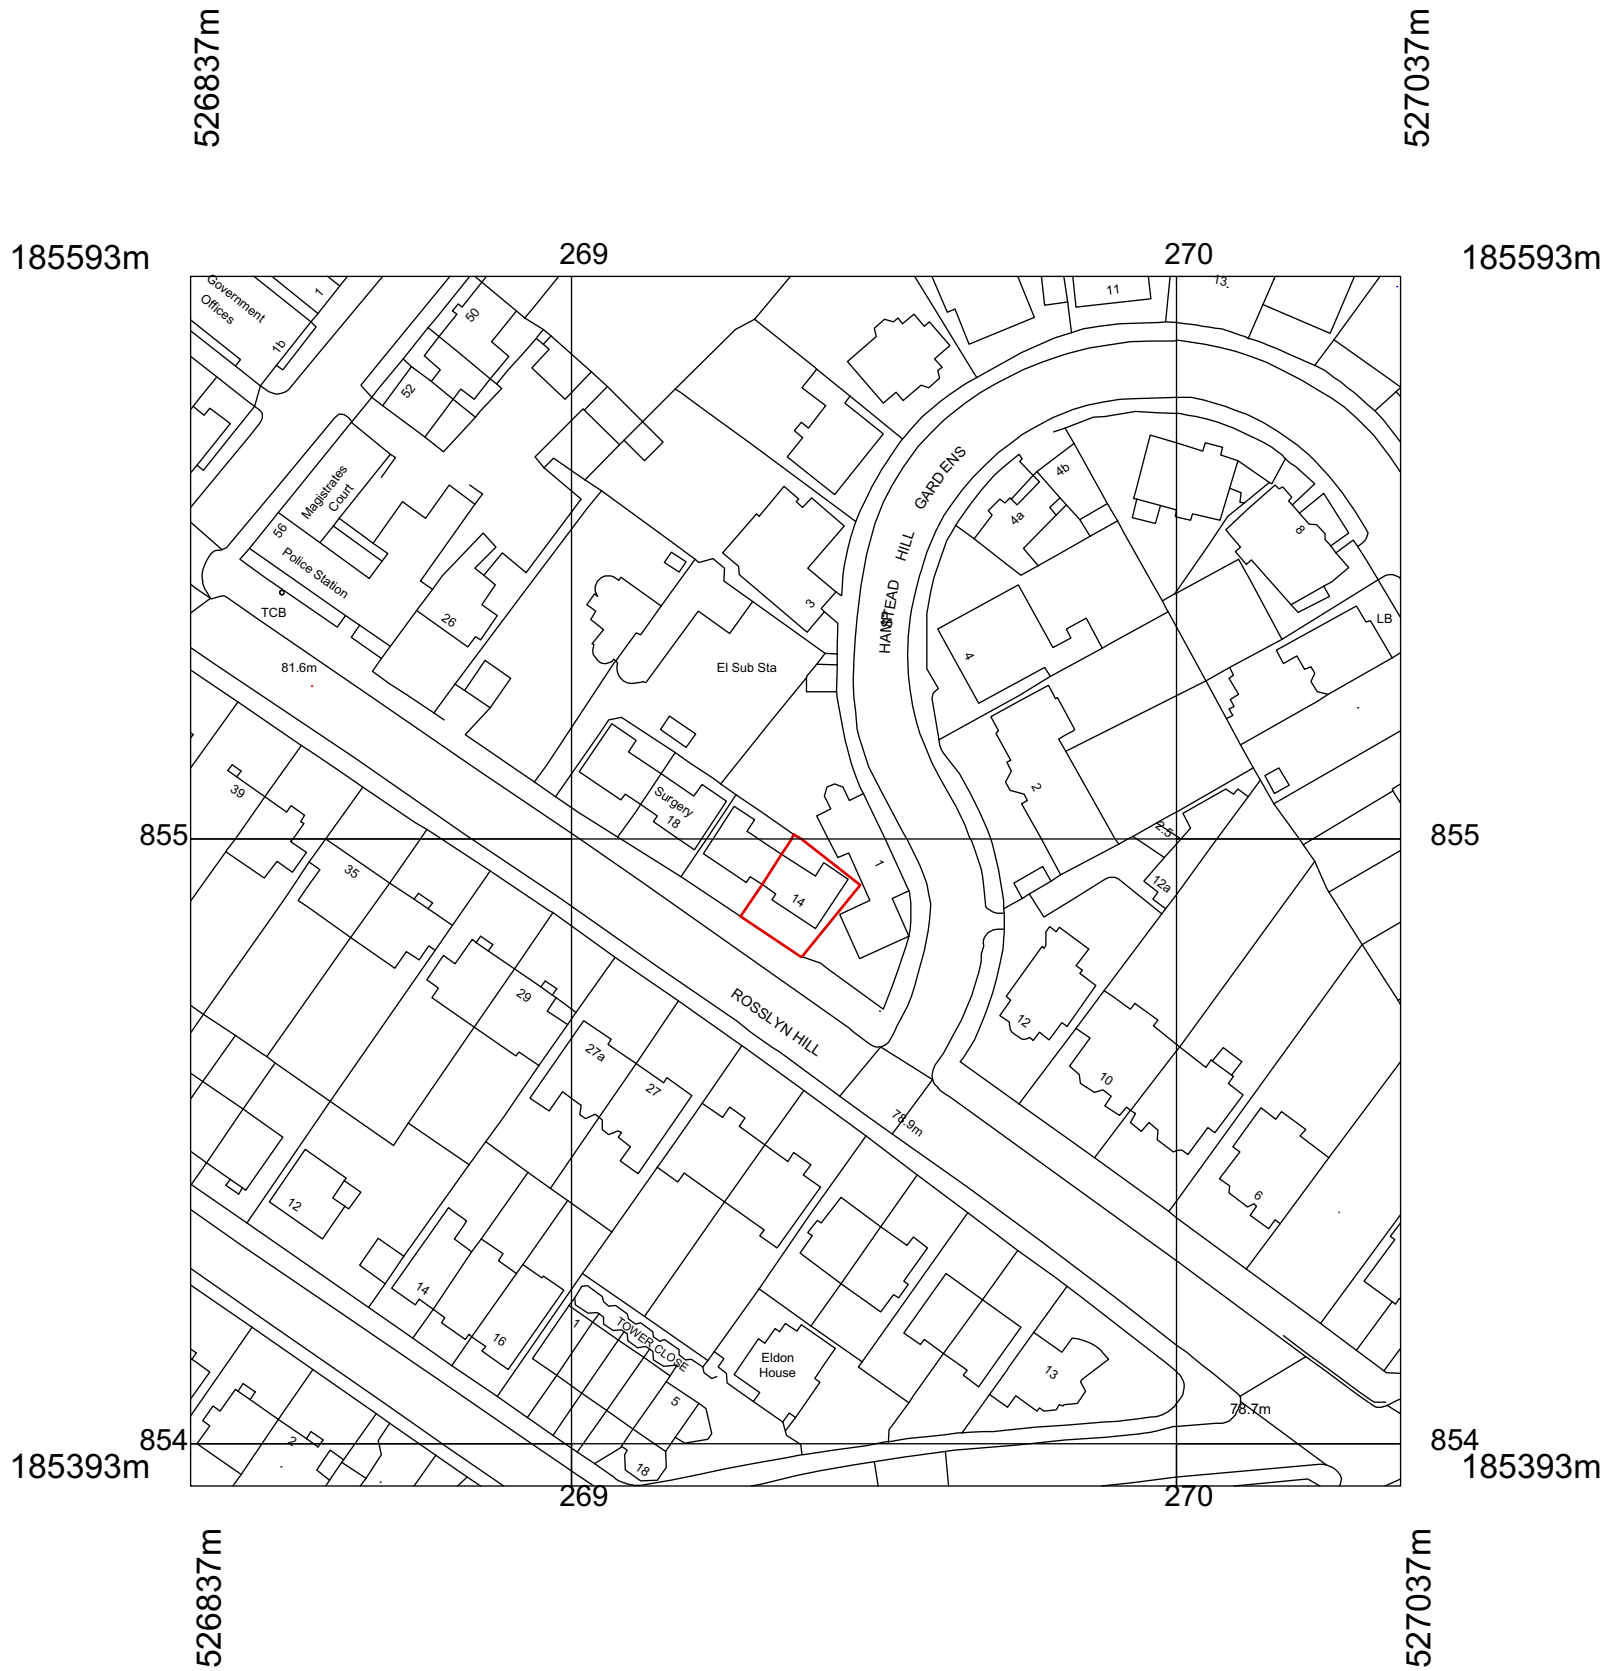 526837m
527037m
185593m
269
270
185593m
Government
Offices
1
1b
50
52
11
13.
Magistrates
Court
56
Police Station
TCB
26
81.6m
El Sub Sta
3
HAMPSTEAD HILL GARDENS
4b
4a
8
4
LB
2
39
Surgery
18
855
855
2.5
35
14
1
12a
29
ROSSLYN HILL
12
27a
27
10
78.9m
12
6
14
16
1
TOWER CLOSE
Eldon
House
13
5
78.7m
2
18
854
854
185393m
185393m
269
270
526837m
527037m